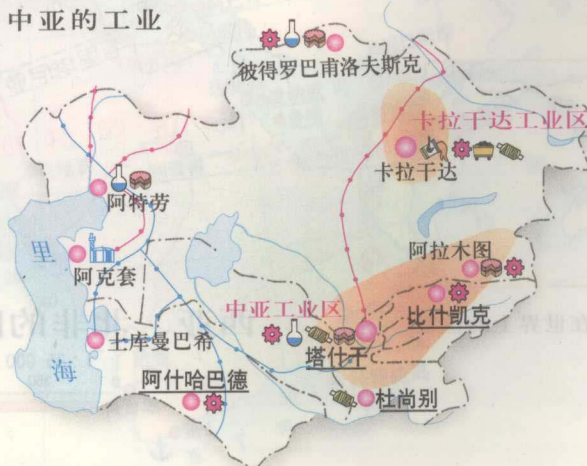 中亚的工业
彼得罗巴甫洛夫斯克
卡拉干达工业区
卡拉干达
阿特劳
里
阿克套
阿拉木图
中亚工业区
比什凯克
在世界
塔什干
土库曼巴希
海
阿什哈巴德
杜尚别